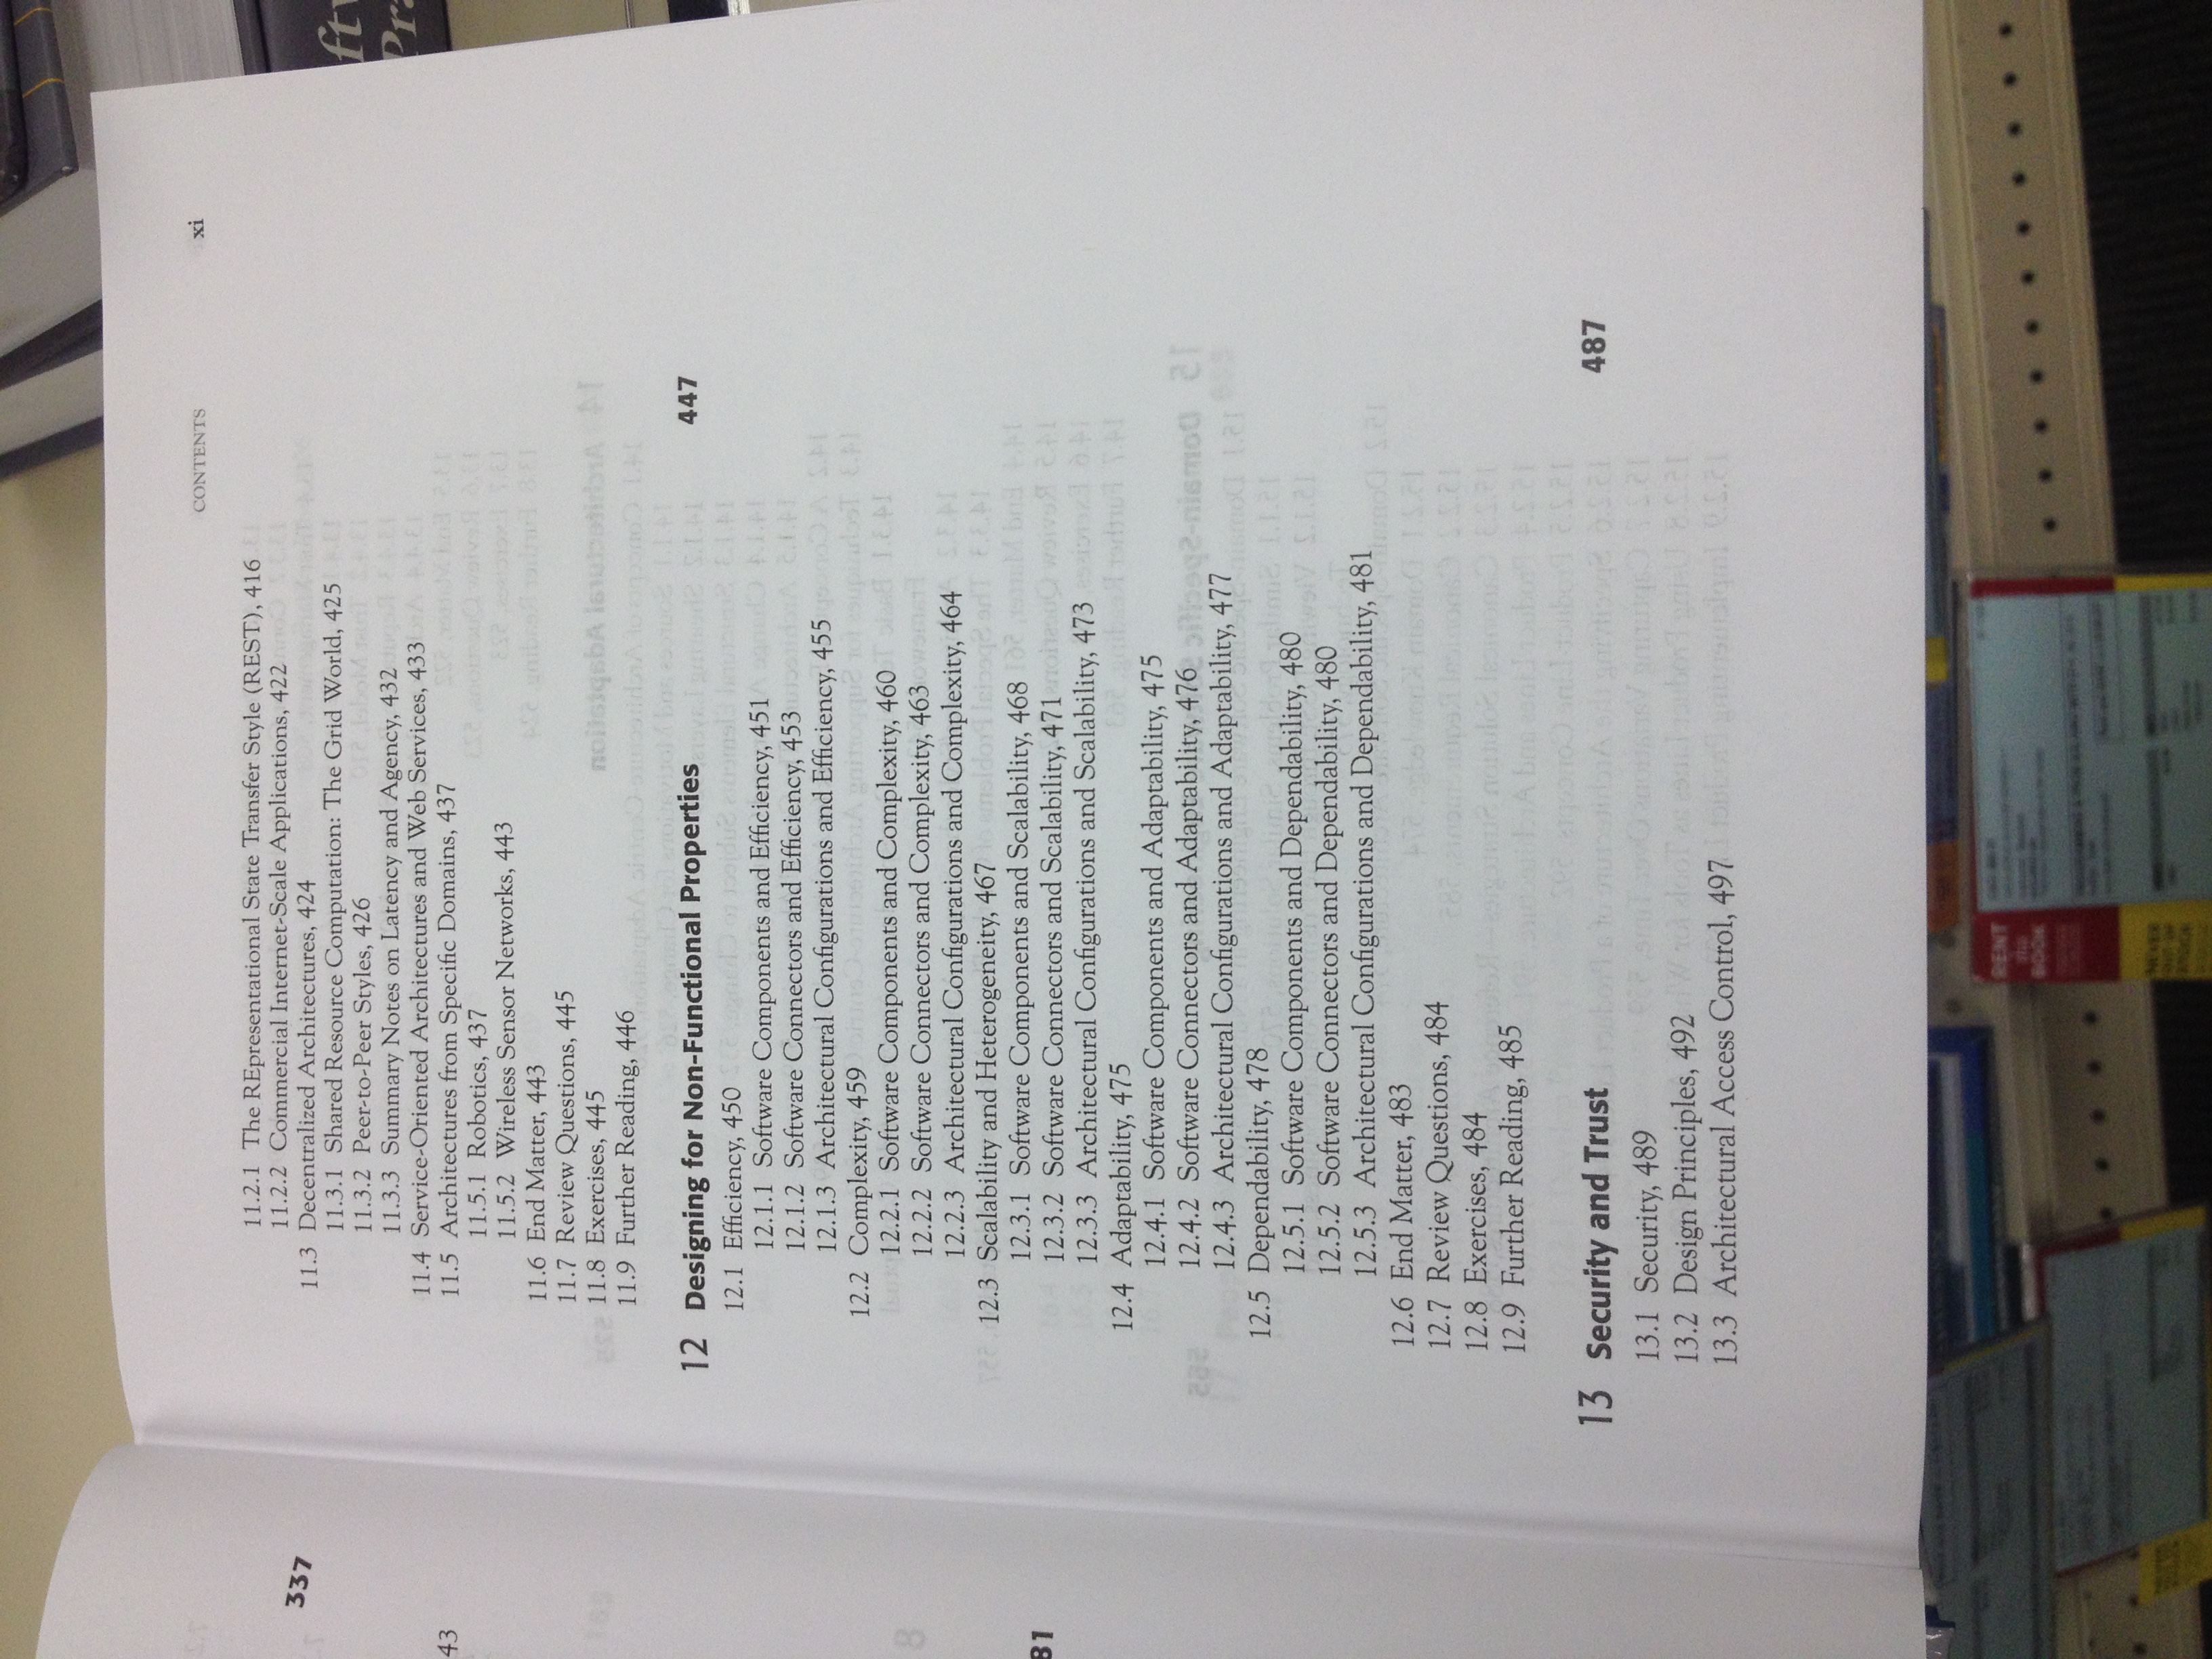 337
43
81
CONTENTS xi
11.2.1 The REpresentational State Transfer Style (REST), 416
11.2.2 Commercial Internet-Scale Applications, 422
11.3 Decentralized Architectures, 424
11.3.1 Shared Resource Computation: The Grid World, 425
11.3.2 Peer-to-Peer Styles, 426
11.3.3 Summary Notes on Latency and Agency, 432
11.4 Service-Oriented Architectures and Web Services, 433
11.5 Architectures from Specific Domains, 437
11.5.1 Robotics, 437
11.5.2 Wireless Sensor Networks, 443
11.6 End Matter, 443
11.7 Review Questions, 445
11.8 Exercises, 445
11.9 Further Reading, 446
12 Designing for Non-Functional Properties 447
12.1 Efficiency, 450
12.1.1 Software Components and Efficiency, 451
12.1.2 Software Connectors and Efficiency, 453
12.1.3 Architectural Configurations and Efficiency, 455
12.2 Complexity, 459
12.2.1 Software Components and Complexity, 460
12.2.2 Software Connectors and Complexity, 463
12.2.3 Architectural Configurations and Complexity, 464
12.3 Scalability and Heterogeneity, 467
12.3.1 Software Components and Scalability, 468
12.3.2 Software Connectors and Scalability, 471
12.3.3 Architectural Configurations and Scalability, 473
12.4 Adaptability, 475
12.4.1 Software Components and Adaptability, 475
12.4.2 Software Connectors and Adaptability, 476
12.4.3 Architectural Configurations and Adaptability, 477
12.5 Dependability, 478
12.5.1 Software Components and Dependability, 480
12.5.2 Software Connectors and Dependability, 480
12.5.3 Architectural Configurations and Dependability, 481
12.6 End Matter, 483
12.7 Review Questions, 484
12.8 Exercises, 484
12.9 Further Reading, 485
13 Security and Trust 487
13.1 Security, 489
13.2 Design Principles, 492
13.3 Architectural Access Control, 497
RENT
this
BOOK
NEVER
OUT OF
STOCK